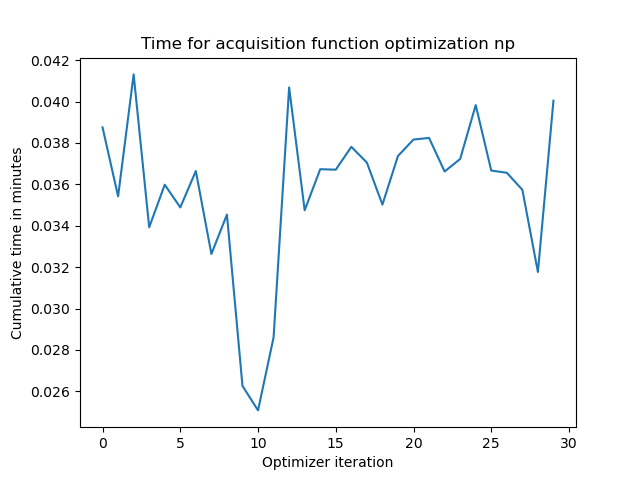 Time for acquisition function optimization np
0.042
0.040
0.038
0.036
0.034
0.032
0.030
0.028
0.026
Cumulative time in minutes
0 5 10 15 20 25 30
Optimizer iteration